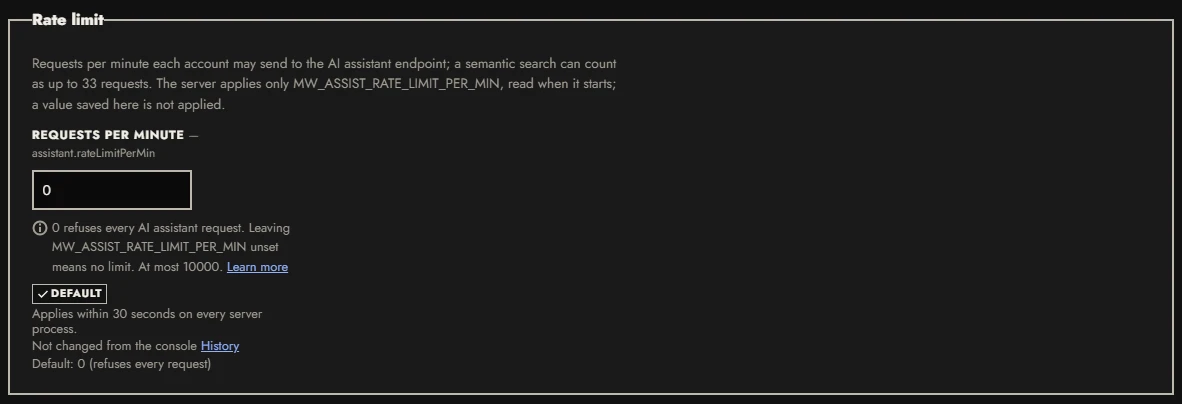 Rate limit
Requests per minute each account may send to the AI assistant endpoint; a semantic search can count
as up to 33 requests. The server applies only MW_ASSIST_RATE_LIMIT_PER_MIN, read when it starts;
a value saved here is not applied.
REQUESTS PER MINUTE —
assistant.rateLimitPerMin
0
0 refuses every AI assistant request. Leaving
MW_ASSIST_RATE_LIMIT_PER_MIN unset
means no limit. At most 10000. Learn more
DEFAULT
Applies within 30 seconds on every server
process.
Not changed from the console History
Default: 0 (refuses every request)